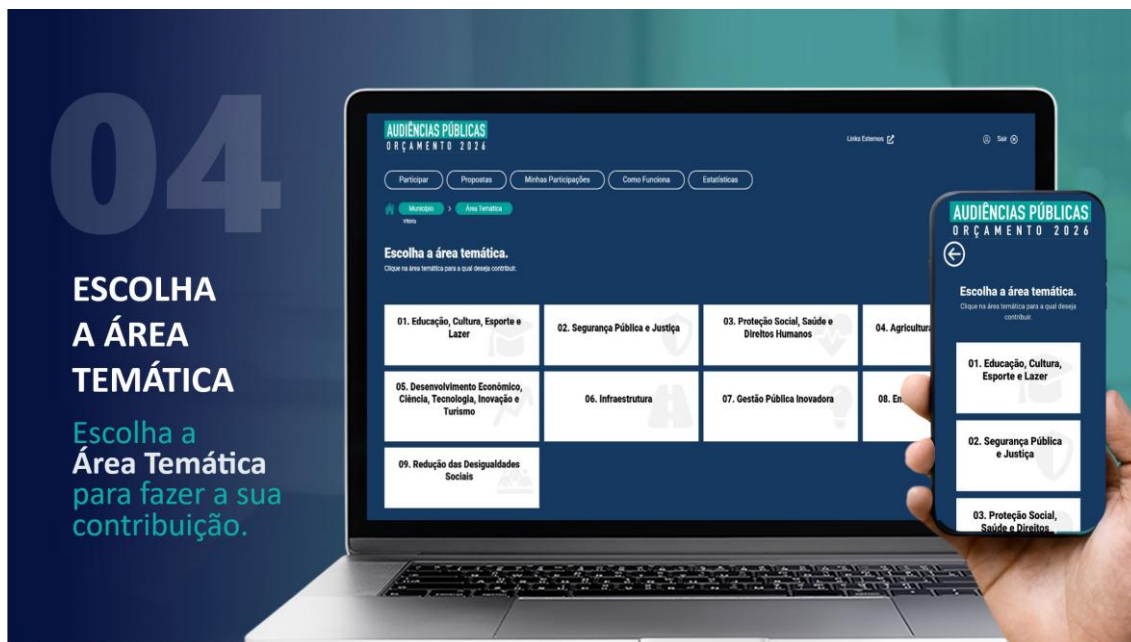 04
ESCOLHA
A ÁREA
TEMÁTICA
Escolha a
Área Temática
para fazer a sua
contribuição.
AUDIÊNCIAS PÚBLICAS
ORÇAMENTO 2026
Links Externos
Sair
Participar
Propostas
Minhas Participações
Como Funciona
Estatísticas
Município > Área Temática
Vitória
Escolha a área temática.
Clique na área temática para a qual deseja contribuir.
01. Educação, Cultura, Esporte e
Lazer
02. Segurança Pública e Justiça
03. Proteção Social, Saúde e
Direitos Humanos
04. Agricultura
05. Desenvolvimento Econômico,
Ciência, Tecnologia, Inovação e
Turismo
06. Infraestrutura
07. Gestão Pública Inovadora
08.
09. Redução das Desigualdades
Sociais
AUDIÊNCIAS PÚBLICAS
ORÇAMENTO 2026
Escolha a área temática.
Clique na área temática para a qual deseja
contribuir.
01. Educação, Cultura,
Esporte e Lazer
02. Segurança Pública
e Justiça
03. Proteção Social,
Saúde e Direitos